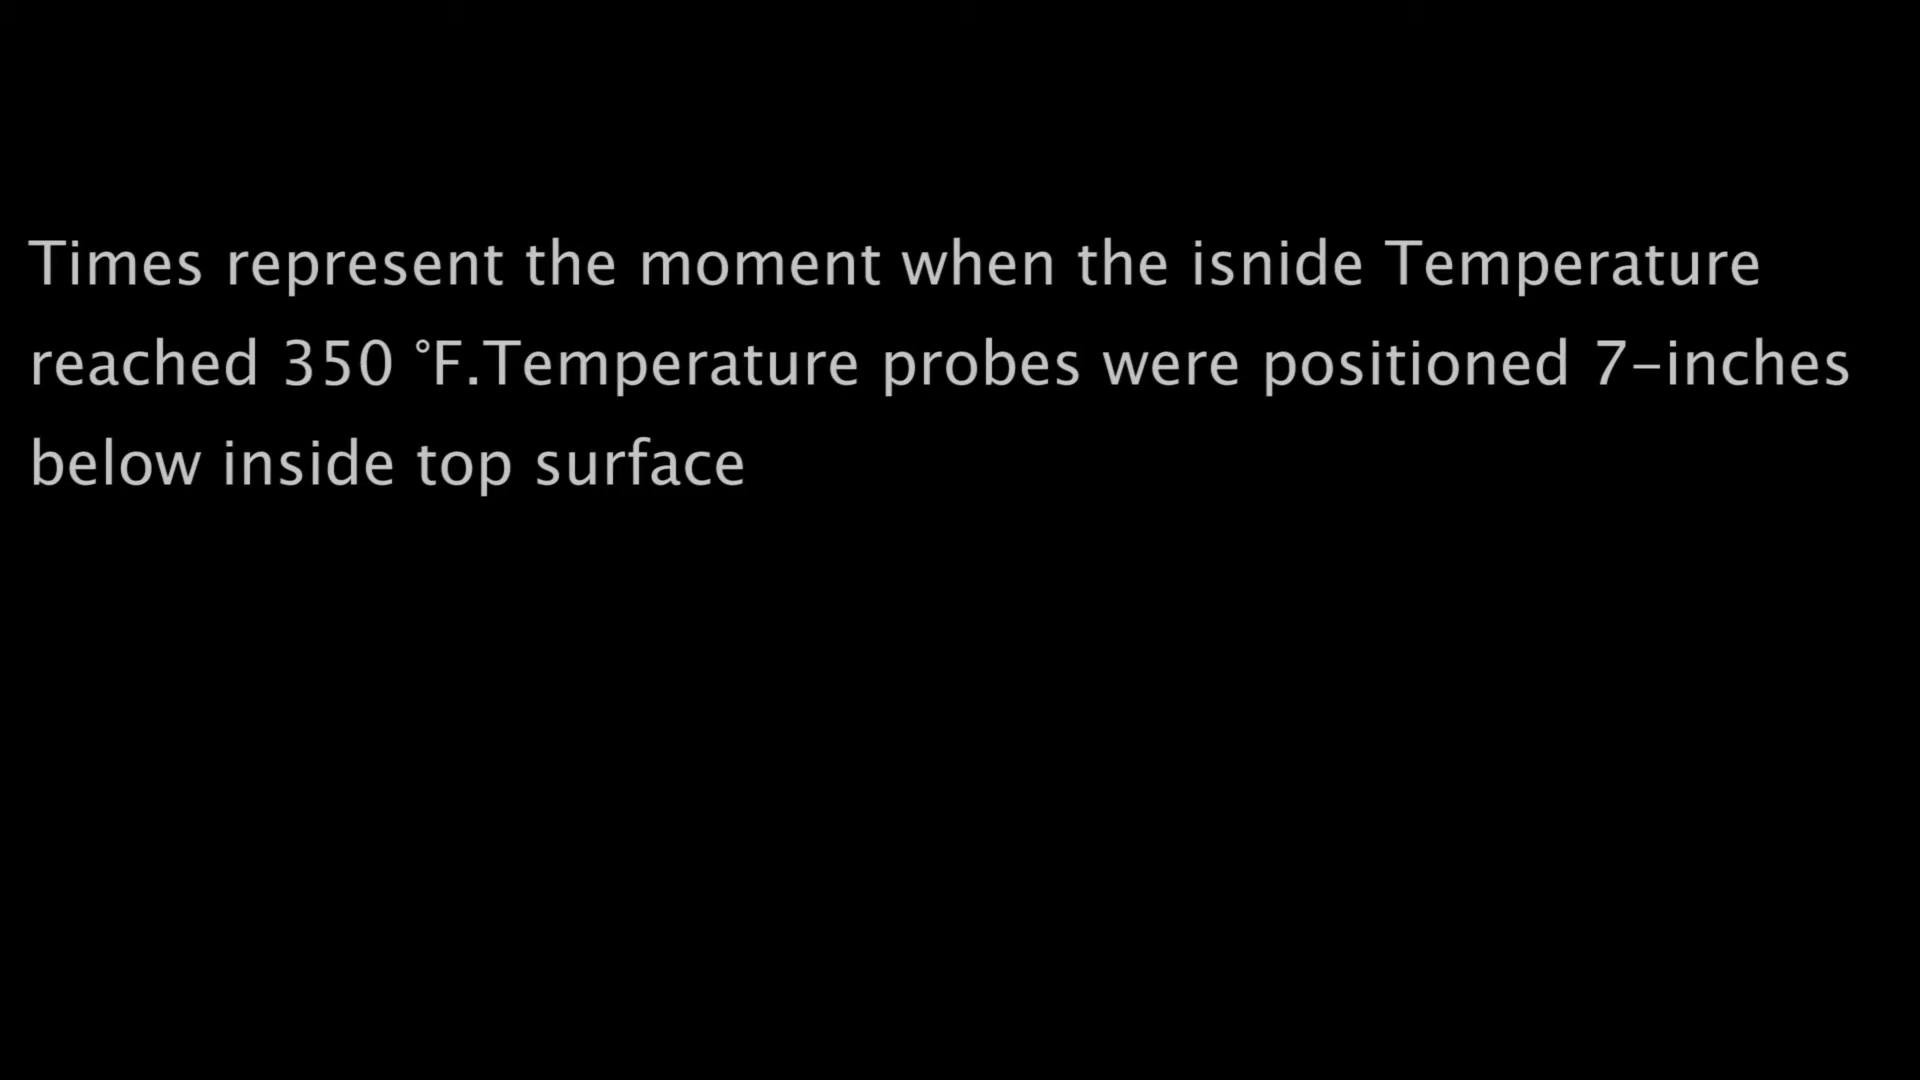 Times represent the moment when the isnide Temperature
reached 350 °F.Temperature probes were positioned 7-inches
below inside top surface